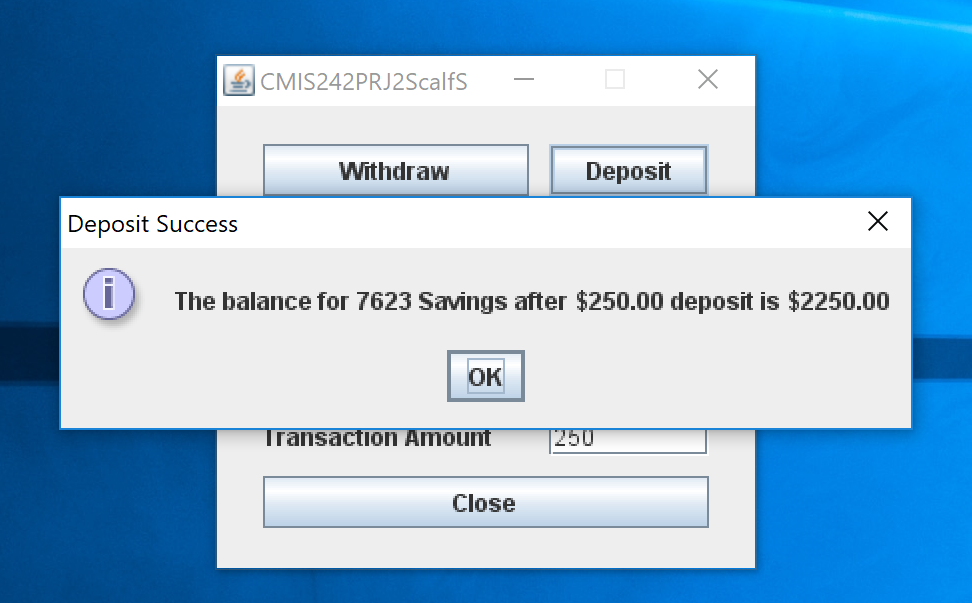 CMIS242PRJ2ScalfS
Withdraw Deposit
Deposit Success
The balance for 7623 Savings after $250.00 deposit is $2250.00
OK
Transaction Amount 250
Close